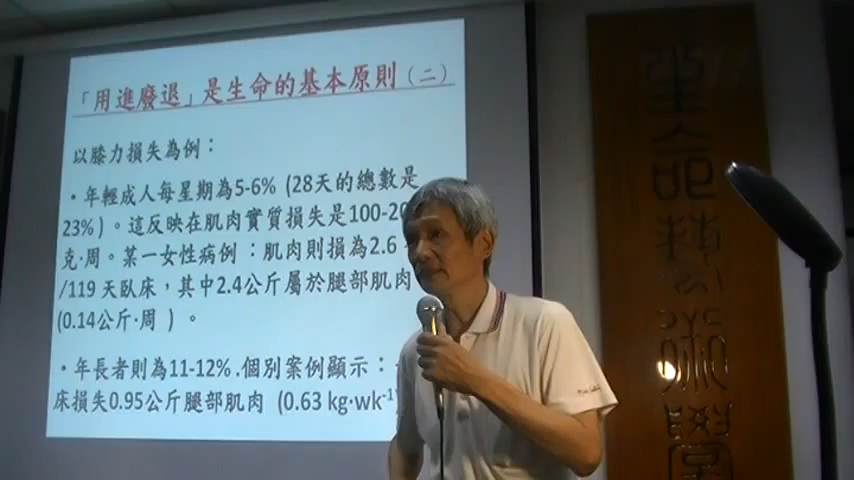 「用進廢退」是生命的基本原則（二）
以膝力損失為例：
・年輕成人每星期為5-6% (28天的總數是
23%) 。這反映在肌肉實質損失是100-20
克·周。某一女性病例：肌肉則損為2.6
/119 天臥床，其中2.4公斤屬於腿部肌肉
(0.14公斤·周 ) 。
・年長者則為11-12% .個別案例顯示：
床損失0.95公斤腿部肌肉 (0.63 kg·wk⁻¹